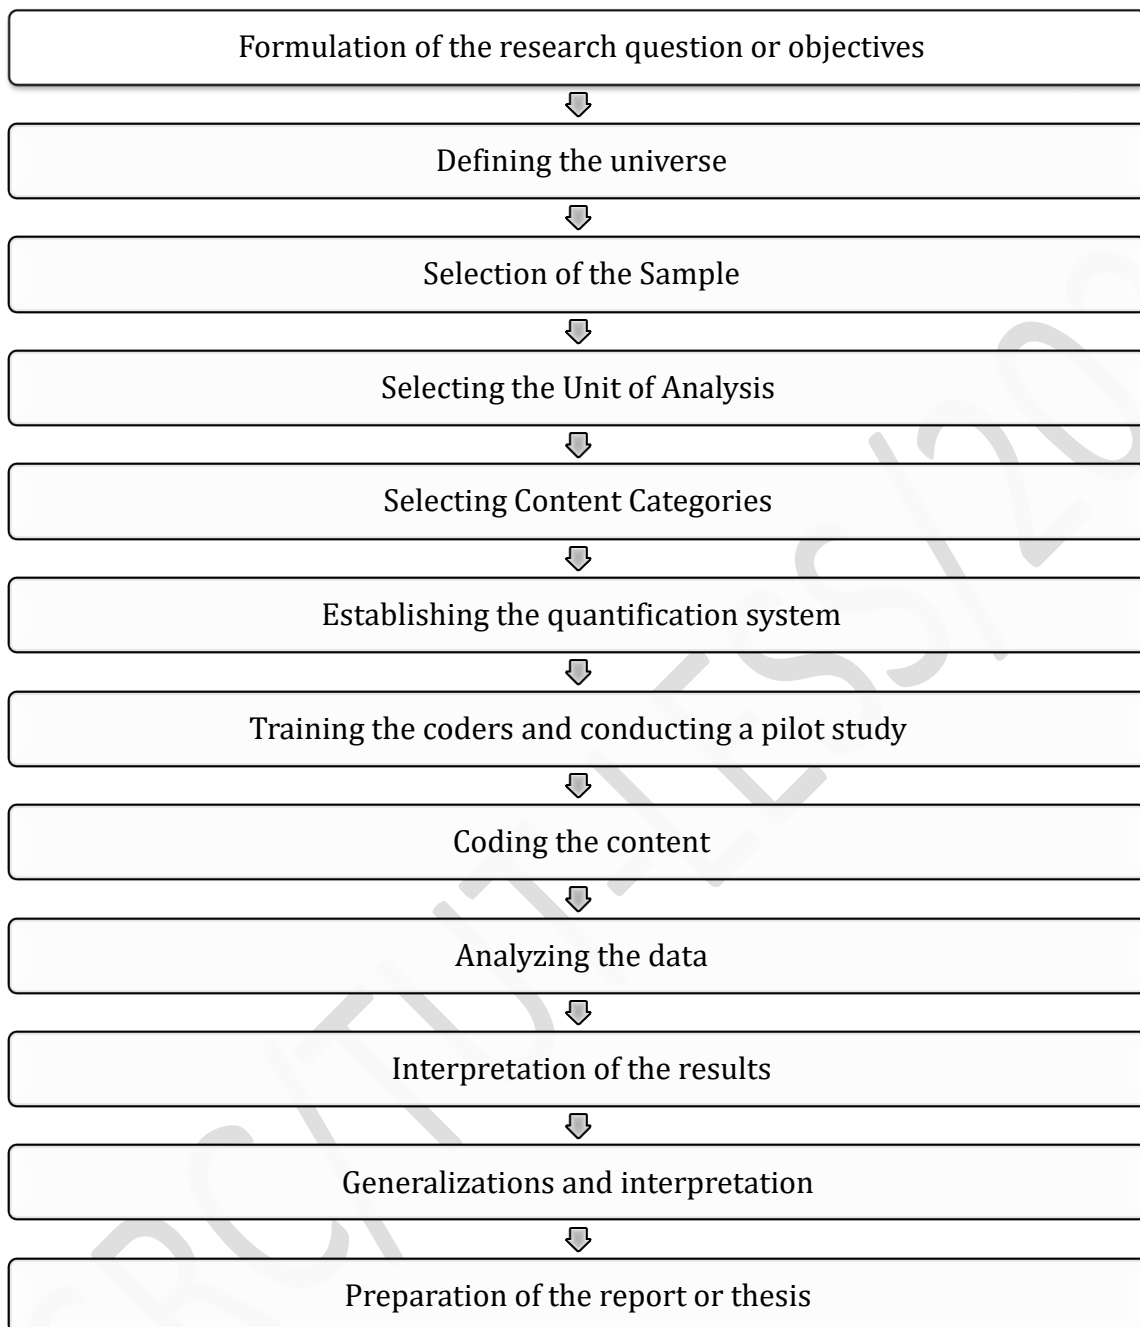 Formulation of the research question or objectives
Defining the universe
Selection of the Sample
Selecting the Unit of Analysis
Selecting Content Categories
Establishing the quantification system
Training the coders and conducting a pilot study
Coding the content
Analyzing the data
Interpretation of the results
Generalizations and interpretation
Preparation of the report or thesis